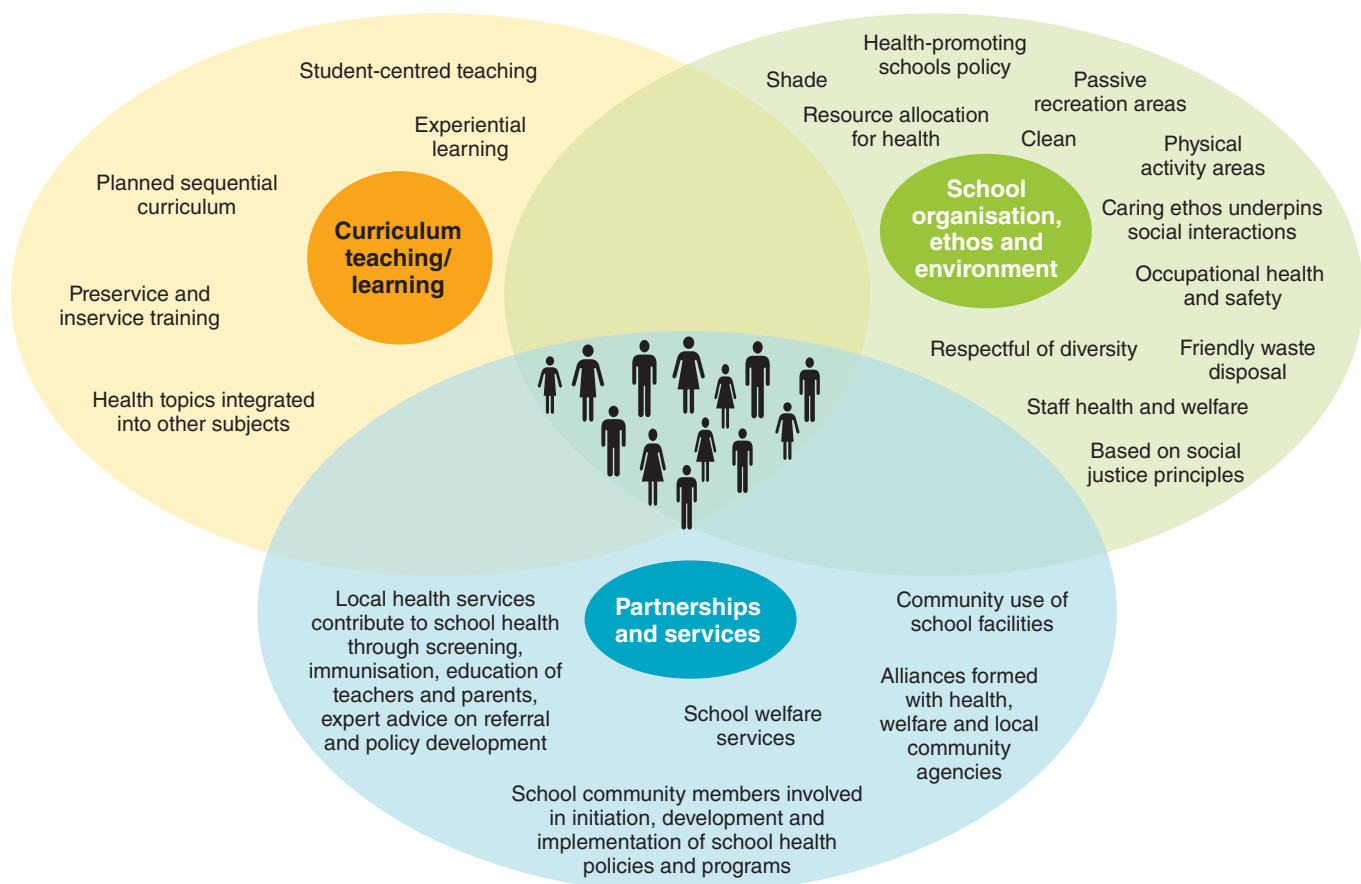 Student-centred teaching
Experiential
learning
Planned sequential
curriculum
Curriculum
teaching/
learning
Preservice and
inservice training
Health topics integrated
into other subjects
Health-promoting
schools policy
Shade
Passive
recreation areas
Resource allocation
for health
Clean
Physical
activity areas
School
organisation,
ethos and
environment
Caring ethos underpins
social interactions
Occupational health
and safety
Respectful of diversity
Friendly waste
disposal
Staff health and welfare
Based on social
justice principles
Partnerships
and services
Local health services
contribute to school health
through screening,
immunisation, education of
teachers and parents,
expert advice on referral
and policy development
School welfare
services
Community use of
school facilities
Alliances formed
with health,
welfare and local
community
agencies
School community members involved
in initiation, development and
implementation of school health
policies and programs